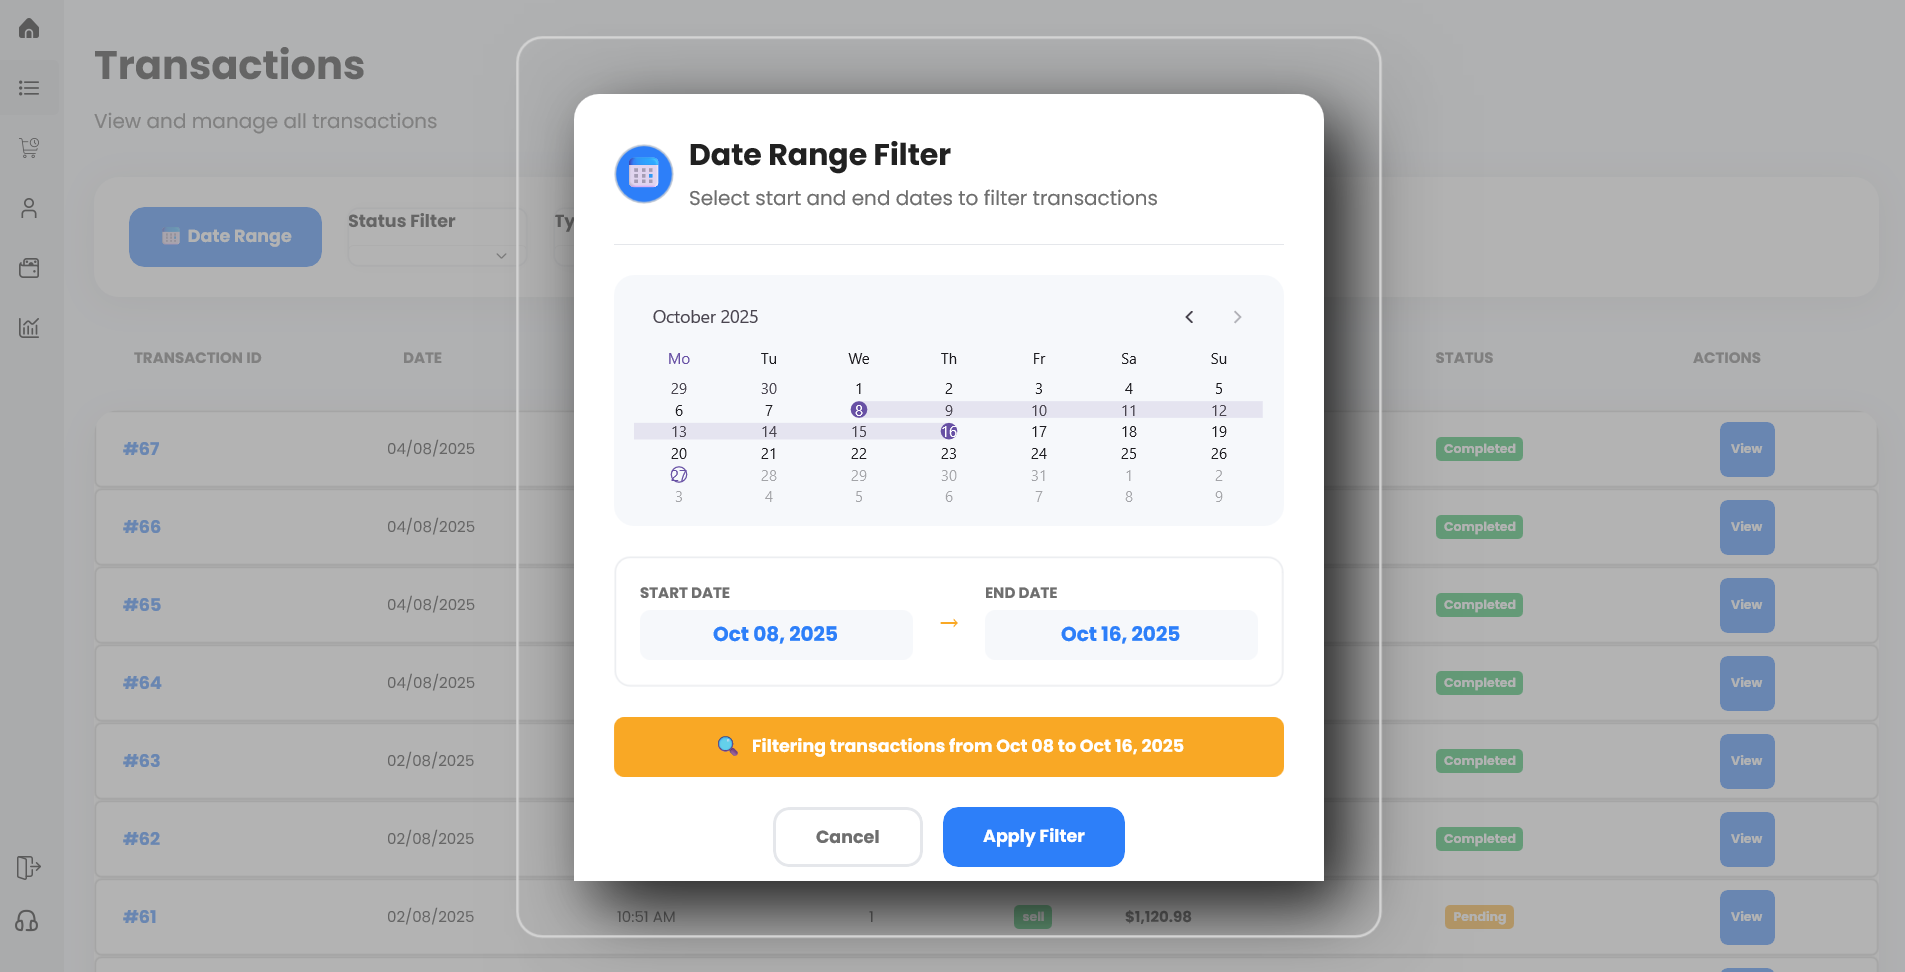 Transactions
View and manage all transactions
Date Range
Status Filter
Ty
TRANSACTION ID DATE STATUS ACTIONS
#67 04/08/2025 Completed View
#66 04/08/2025 Completed View
#65 04/08/2025 Completed View
#64 04/08/2025 Completed View
#63 02/08/2025 Completed View
#62 02/08/2025 Completed View
#61 02/08/2025 10:51 AM 1 sell $1,120.98 Pending View
Date Range Filter
Select start and end dates to filter transactions
October 2025
Mo Tu We Th Fr Sa Su
29 30 1 2 3 4 5
6 7 8 9 10 11 12
13 14 15 16 17 18 19
20 21 22 23 24 25 26
27 28 29 30 31 1 2
3 4 5 6 7 8 9
START DATE END DATE
Oct 08, 2025 → Oct 16, 2025
Filtering transactions from Oct 08 to Oct 16, 2025
Cancel Apply Filter